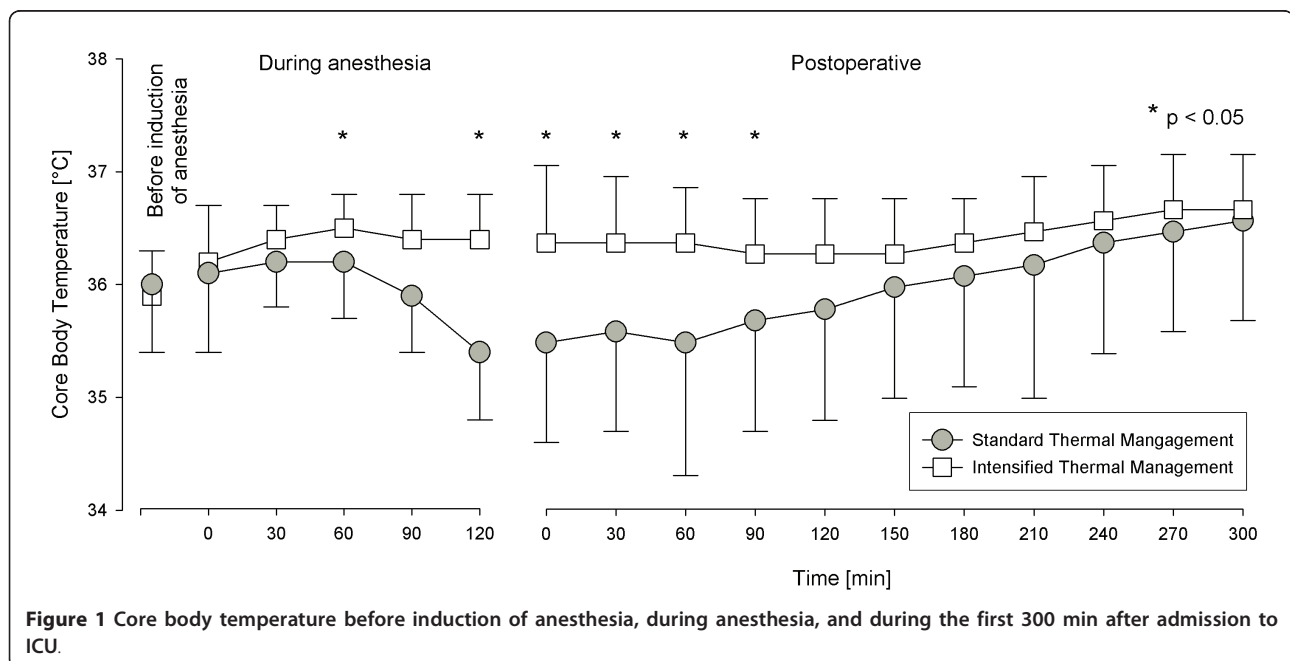 During anesthesia
Postoperative
Before induction
of anesthesia
* * * * * *
* p < 0.05
Core Body Temperature [°C]
38
37
36
35
34
Standard Thermal Mangagement
Intensified Thermal Management
0 30 60 90 120 0 30 60 90 120 150 180 210 240 270 300
Time [min]
Figure 1 Core body temperature before induction of anesthesia, during anesthesia, and during the first 300 min after admission to
ICU.